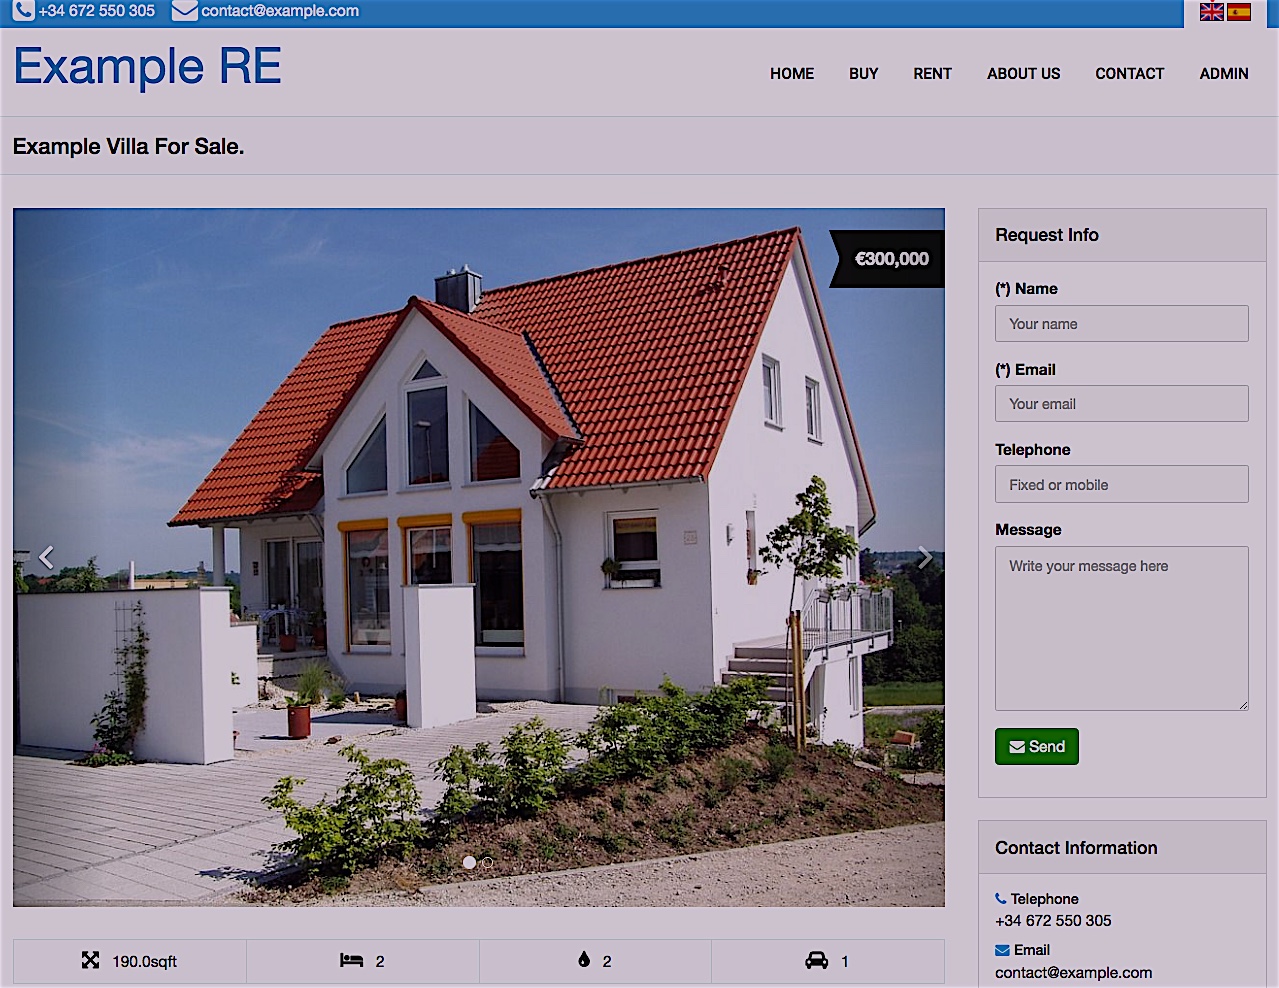 +34 672 550 305 contact@example.com
Example RE
HOME BUY RENT ABOUT US CONTACT ADMIN
Example Villa For Sale.
€300,000
190.0sqft 2 2 1
Request Info
(*) Name
Your name
(*) Email
Your email
Telephone
Fixed or mobile
Message
Write your message here
Send
Contact Information
Telephone
+34 672 550 305
Email
contact@example.com